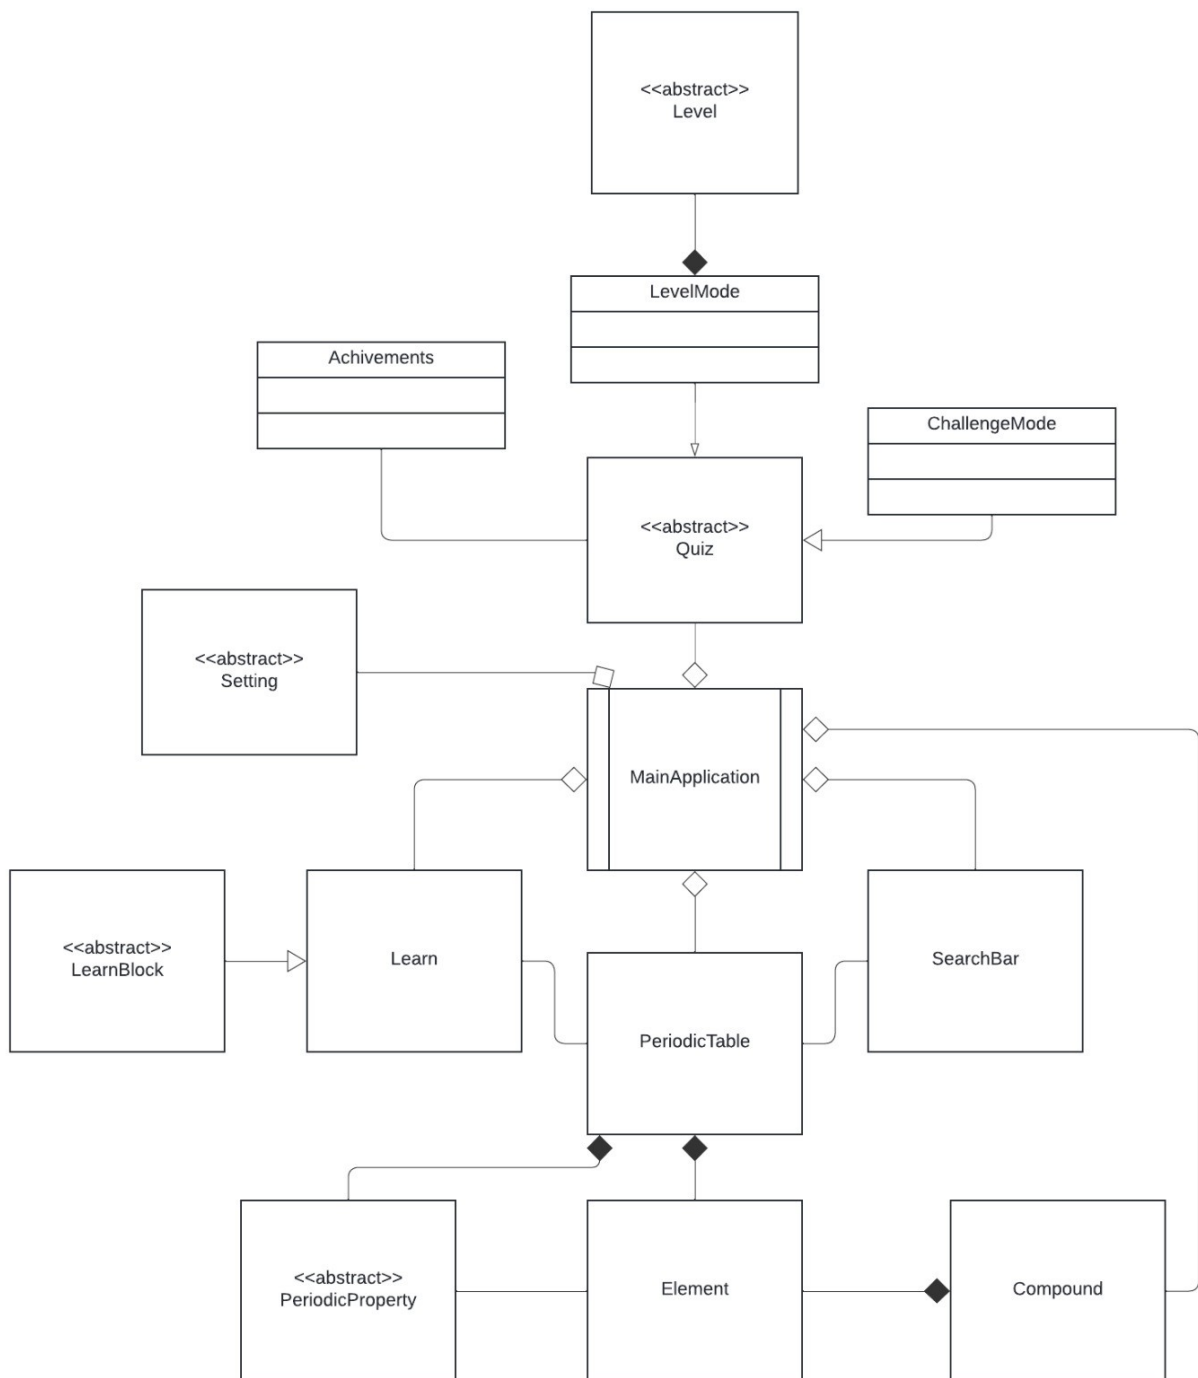 <<abstract>>
Level
LevelMode
Achivements
ChallengeMode
<<abstract>>
Quiz
<<abstract>>
Setting
MainApplication
<<abstract>>
LearnBlock
Learn
SearchBar
PeriodicTable
<<abstract>>
PeriodicProperty
Element
Compound